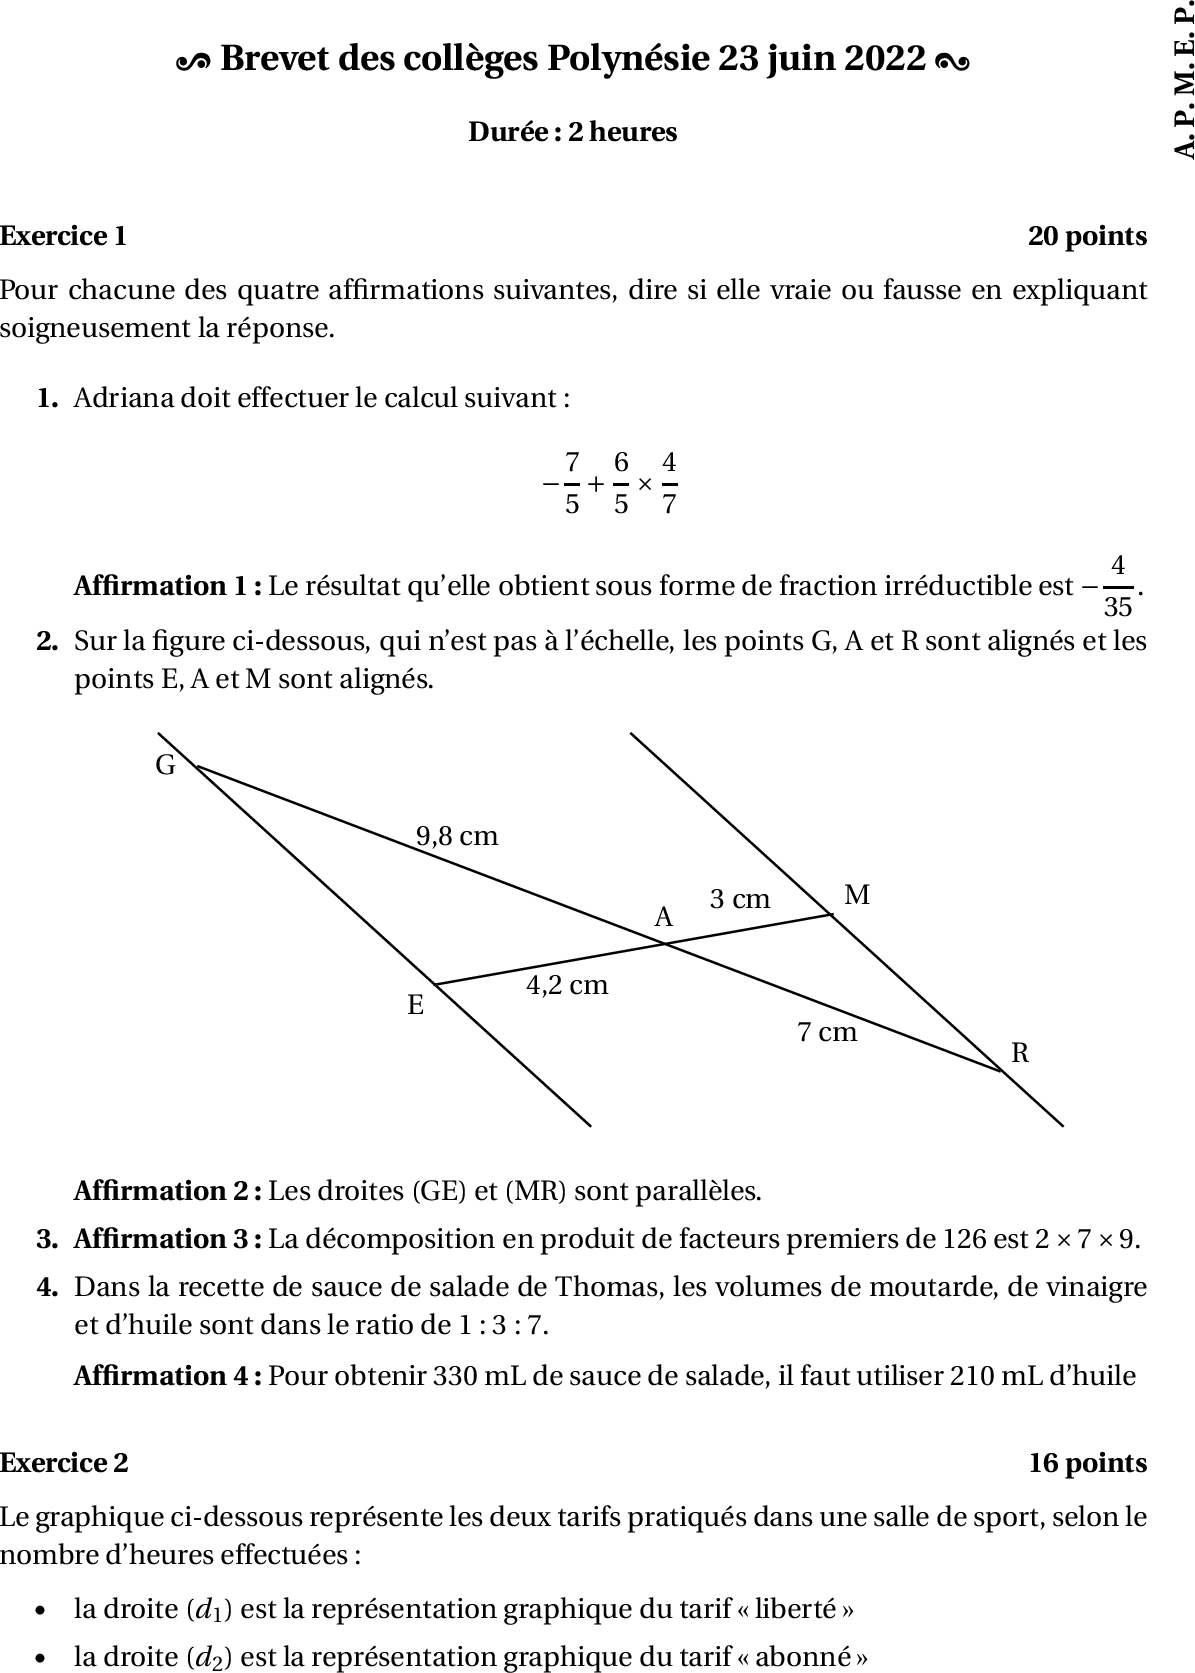 Brevet des collèges Polynésie 23 juin 2022
A. P. M. E. P.
Durée : 2 heures
Exercice 1 20 points
Pour chacune des quatre affirmations suivantes, dire si elle vraie ou fausse en expliquant
soigneusement la réponse.
1. Adriana doit effectuer le calcul suivant :
−7/5 + 6/5 × 4/7
Affirmation 1 : Le résultat qu’elle obtient sous forme de fraction irréductible est −4/35.
2. Sur la figure ci-dessous, qui n’est pas à l’échelle, les points G, A et R sont alignés et les
points E, A et M sont alignés.
G
9,8 cm
3 cm
M
A
4,2 cm
E
7 cm
R
Affirmation 2 : Les droites (GE) et (MR) sont parallèles.
3. Affirmation 3 : La décomposition en produit de facteurs premiers de 126 est 2 × 7 × 9.
4. Dans la recette de sauce de salade de Thomas, les volumes de moutarde, de vinaigre
et d’huile sont dans le ratio de 1 : 3 : 7.
Affirmation 4 : Pour obtenir 330 mL de sauce de salade, il faut utiliser 210 mL d’huile
Exercice 2 16 points
Le graphique ci-dessous représente les deux tarifs pratiqués dans une salle de sport, selon le
nombre d’heures effectuées :
• la droite (d₁) est la représentation graphique du tarif « liberté »
• la droite (d₂) est la représentation graphique du tarif « abonné »